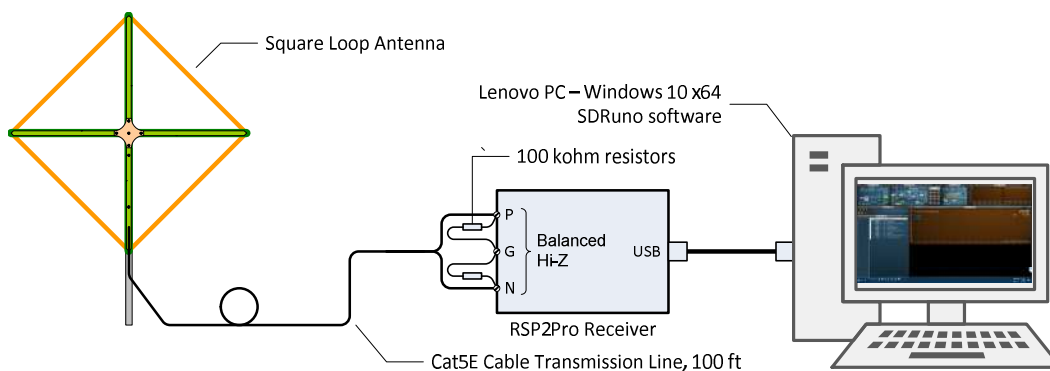 Square Loop Antenna
Lenovo PC – Windows 10 x64
SDRuno software
100 kohm resistors
P
G
N
Balanced
Hi-Z
USB
RSP2Pro Receiver
Cat5E Cable Transmission Line, 100 ft